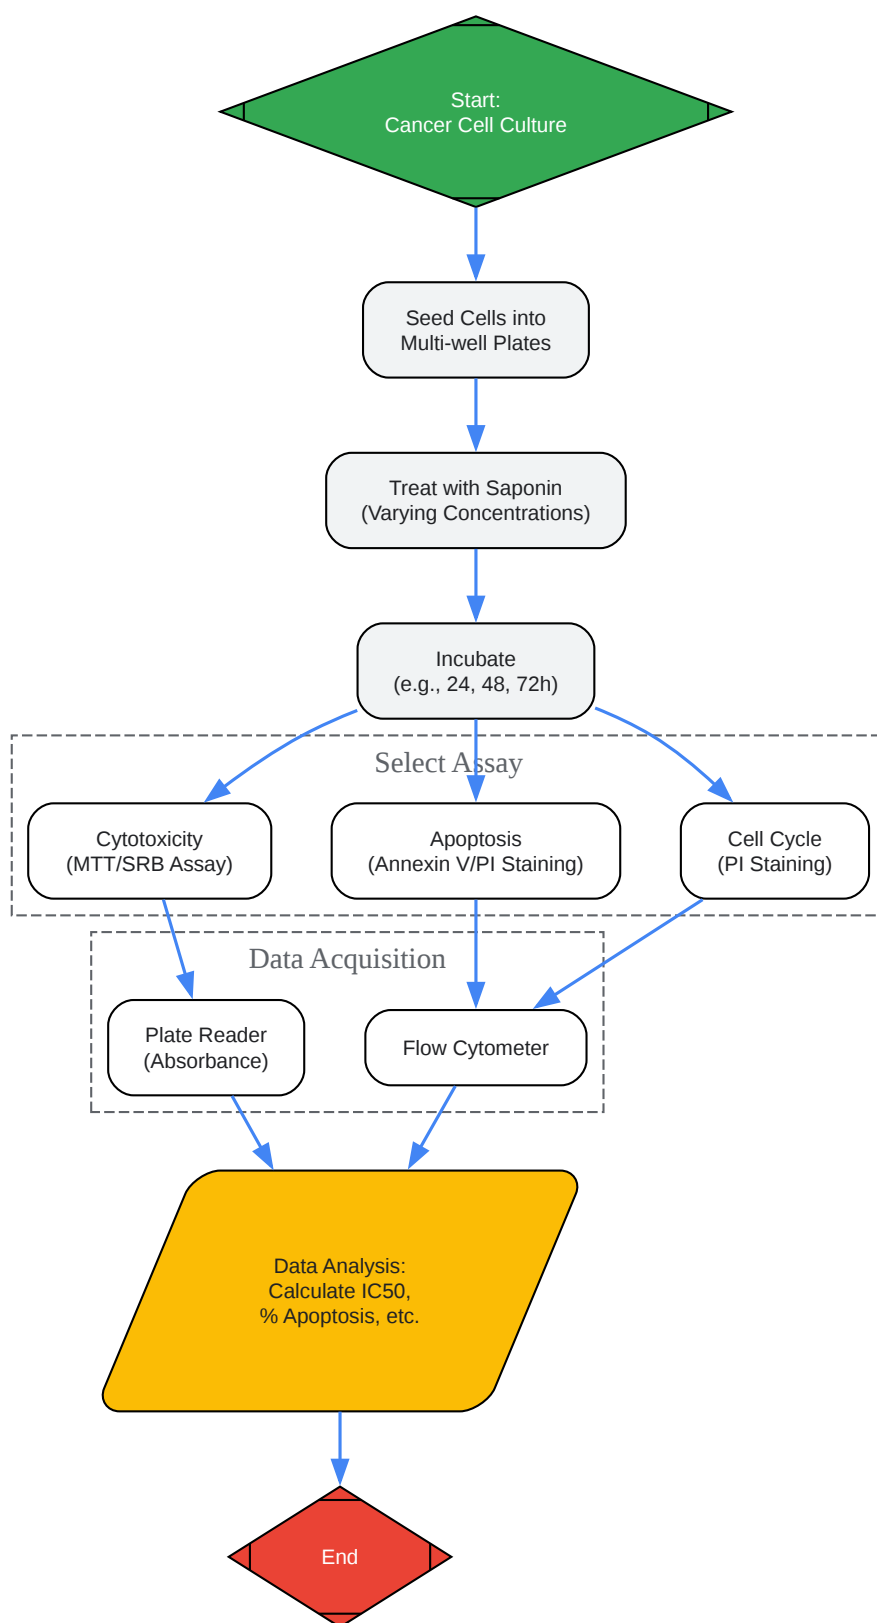 Start:
Cancer Cell Culture
Seed Cells into
Multi-well Plates
Treat with Saponin
(Varying Concentrations)
Incubate
(e.g., 24, 48, 72h)
Select Assay
Cytotoxicity
(MTT/SRB Assay)
Apoptosis
(Annexin V/PI Staining)
Cell Cycle
(PI Staining)
Data Acquisition
Plate Reader
(Absorbance)
Flow Cytometer
Data Analysis:
Calculate IC50,
% Apoptosis, etc.
End